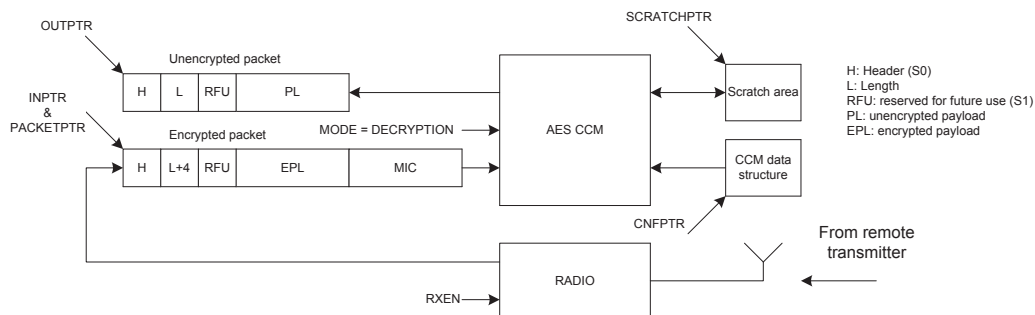 OUTPTR
SCRATCHPTR
Unencrypted packet
H L RFU PL
INPTR
&
PACKETPTR
MODE = DECRYPTION
AES CCM
Scratch area
H: Header (S0)
L: Length
RFU: reserved for future use (S1)
PL: unencrypted payload
EPL: encrypted payload
Encrypted packet
H L+4 RFU EPL MIC
CCM data
structure
CNFPTR
From remote
transmitter
RADIO
RXEN